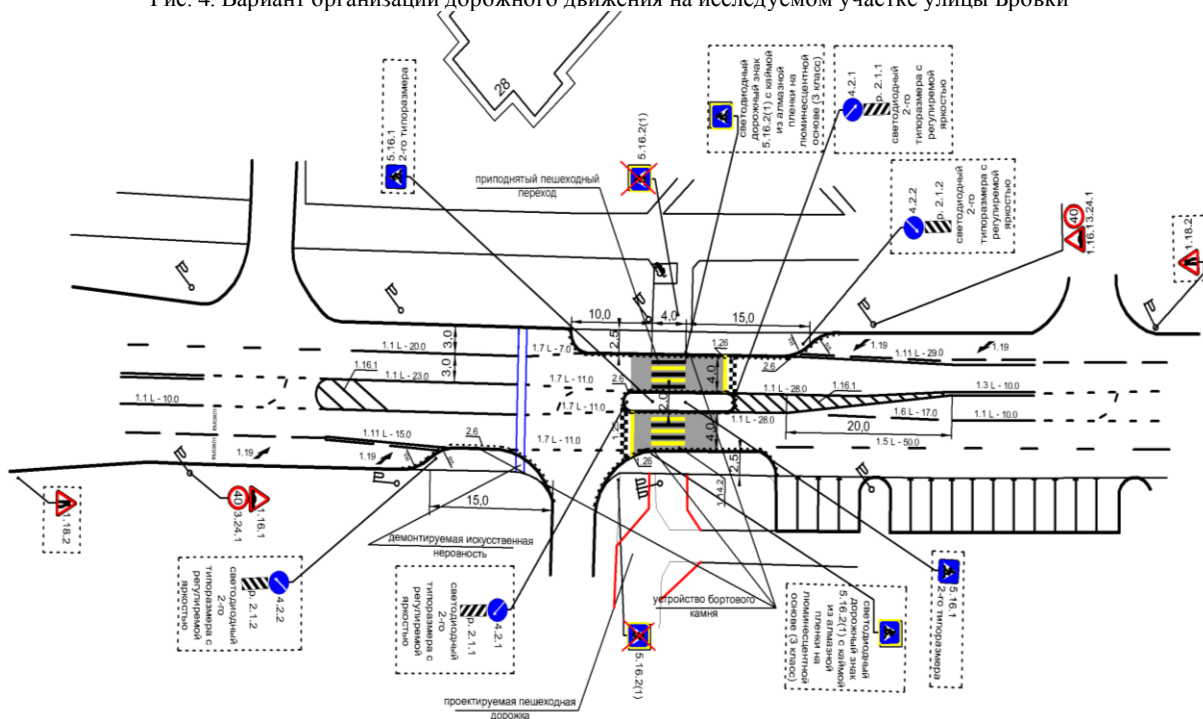 Рис. 4. Вариант организации дорожного движения на исследуемом участке улицы Бровки
28
5.16.1
2-го типоразмера
5.16.2(1)
светодиодный
дорожный знак
5.16.2(1) с каймой
из алмазной
пленки на
люминесцентной
основе (3 класс)
4.2.1
р. 2.1.1
светодиодный
2-го
типоразмера с
регулиремой
яркостью
4.2.2
р. 2.1.2
светодиодный
2-го
типоразмера с
регулиремой
яркостью
40
1.16.1
3.24.1
1.18.2
приподнятый пешеходный
переход
10,0
4,0
15,0
2,5
3,0
3,0
1.1 L - 20.0
1.7 L - 7.0
1.26
1.19
1.11 L - 29.0
1.19
2.6
1.16.1
1.1 L - 23.0
1.7 L - 11.0
2.6
4,0
1.1 L - 28.0
1.16.1
1.3 L - 10.0
1.1 L - 10.0
1.7 L - 11.0
2,0
1.1 L - 28.0
1.6 L - 17.0
1.1 L - 10.0
1.11 L - 15.0
2.6
1.7 L - 11.0
1.26
4,0
20,0
1.5 L - 50.0
1.19
1.19
1.26
2,5
1.14.2
15,0
1.18.2
40
3.24.1
1.16.1
демонтируемая искусственная
неровность
светодиодный
2-го
типоразмера с
регулиремой
яркостью
р. 2.1.2
4.2.2
светодиодный
2-го
типоразмера с
регулиремой
яркостью
р. 2.1.1
4.2.1
устройство бортового
камня
5.16.2(1)
светодиодный
дорожный знак
5.16.2(1) с каймой
из алмазной
пленки на
люминесцентной
основе (3 класс)
5.16.1
2-го типоразмера
проектируемая пешеходная
дорожка